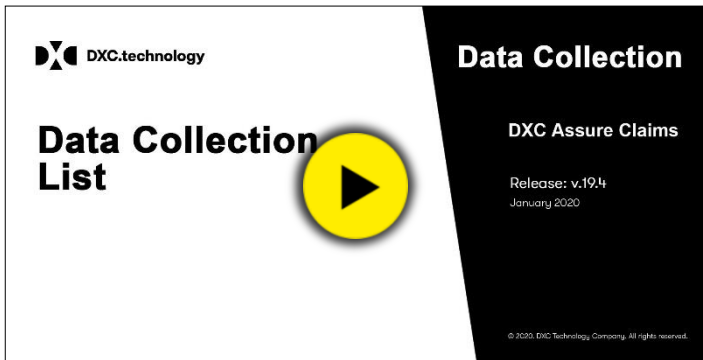 DXC.technology
Data Collection
List
Data Collection
DXC Assure Claims
Release: v.19.4
January 2020
© 2020. DXC Technology Company. All rights reserved.